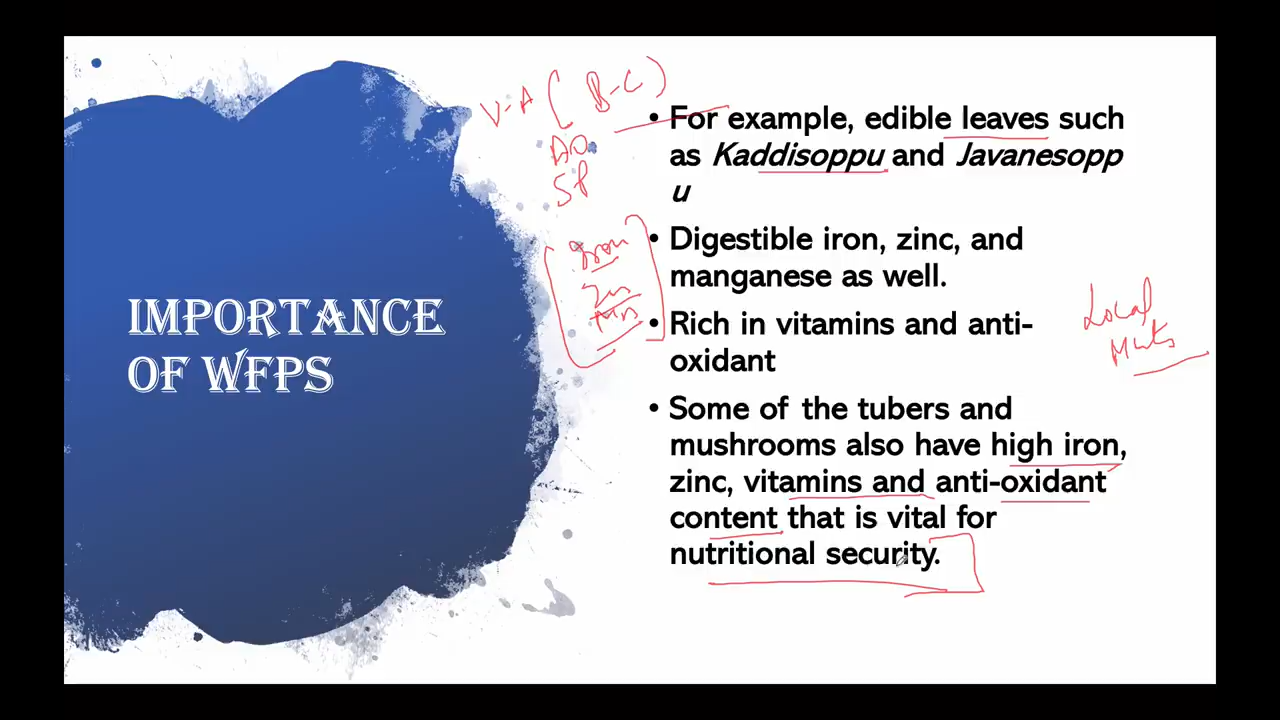 IMPORTANCE
OF WFPS
V-A ( B-C )
AO
SP
Iron
Zn
Mn
• For example, edible leaves such
as Kaddisoppu and Javanesopp
u
• Digestible iron, zinc, and
manganese as well.
• Rich in vitamins and anti-
oxidant
Local
• Some of the tubers and
mushrooms also have high iron,
zinc, vitamins and anti-oxidant
content that is vital for
nutritional security.